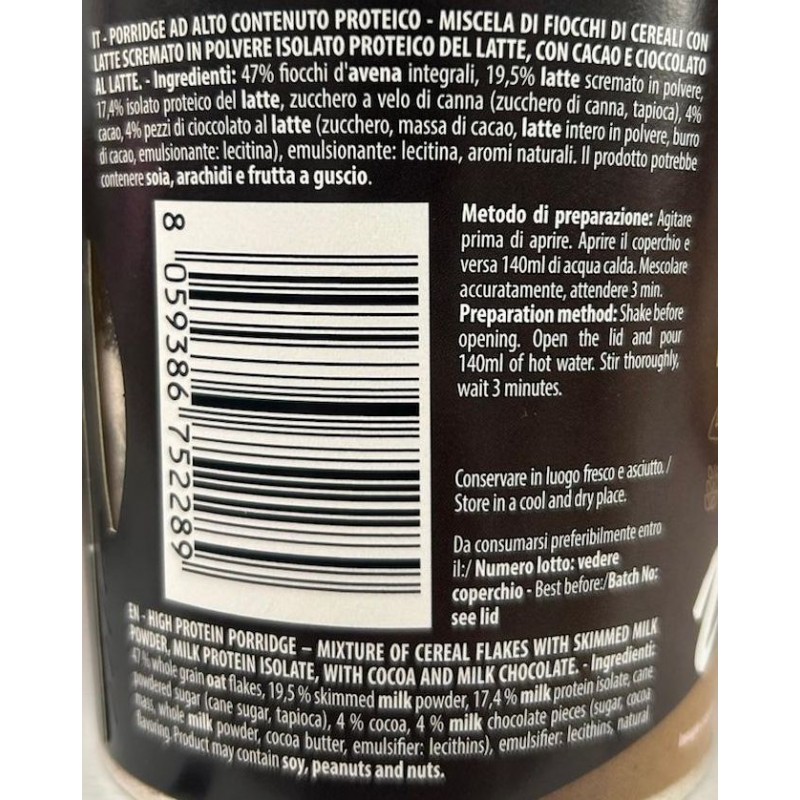 IT - PORRIDGE AD ALTO CONTENUTO PROTEICO - MISCELA DI FIOCCHI DI CEREALI CON
LATTE SCREMATO IN POLVERE ISOLATO PROTEICO DEL LATTE, CON CACAO E CIOCCOLATO
AL LATTE. - Ingredienti: 47% fiocchi d'avena integrali, 19,5% latte scremato in polvere,
17,4% isolato proteico del latte, zucchero a velo di canna (zucchero di canna, tapioca), 4%
cacao, 4% pezzi di cioccolato al latte (zucchero, massa di cacao, latte intero in polvere, burro
di cacao, emulsionante: lecitina), emulsionante: lecitina, aromi naturali. Il prodotto potrebbe
contenere soia, arachidi e frutta a guscio.
8 059386 752289
Metodo di preparazione: Agitare
prima di aprire. Aprire il coperchio e
versa 140ml di acqua calda. Mescolare
accuratamente, attendere 3 min.
Preparation method: Shake before
opening. Open the lid and pour
140ml of hot water. Stir thoroughly,
wait 3 minutes.
Conservare in luogo fresco e asciutto. /
Store in a cool and dry place.
Da consumarsi preferibilmente entro
il:/ Numero lotto: vedere
coperchio - Best before:/Batch No:
see lid
EN - HIGH PROTEIN PORRIDGE – MIXTURE OF CEREAL FLAKES WITH SKIMMED MILK
POWDER, MILK PROTEIN ISOLATE, WITH COCOA AND MILK CHOCOLATE. - Ingredienti:
47% whole grain oat flakes, 19,5 % skimmed milk powder, 17,4 % milk protein isolate, cane
powdered sugar (cane sugar, tapioca), 4 % cocoa, 4 % milk chocolate pieces (sugar, cocoa
mass, whole milk powder, cocoa butter, emulsifier: lecithins), emulsifier: lecithins, natural
flavoring. Product may contain soy, peanuts and nuts.